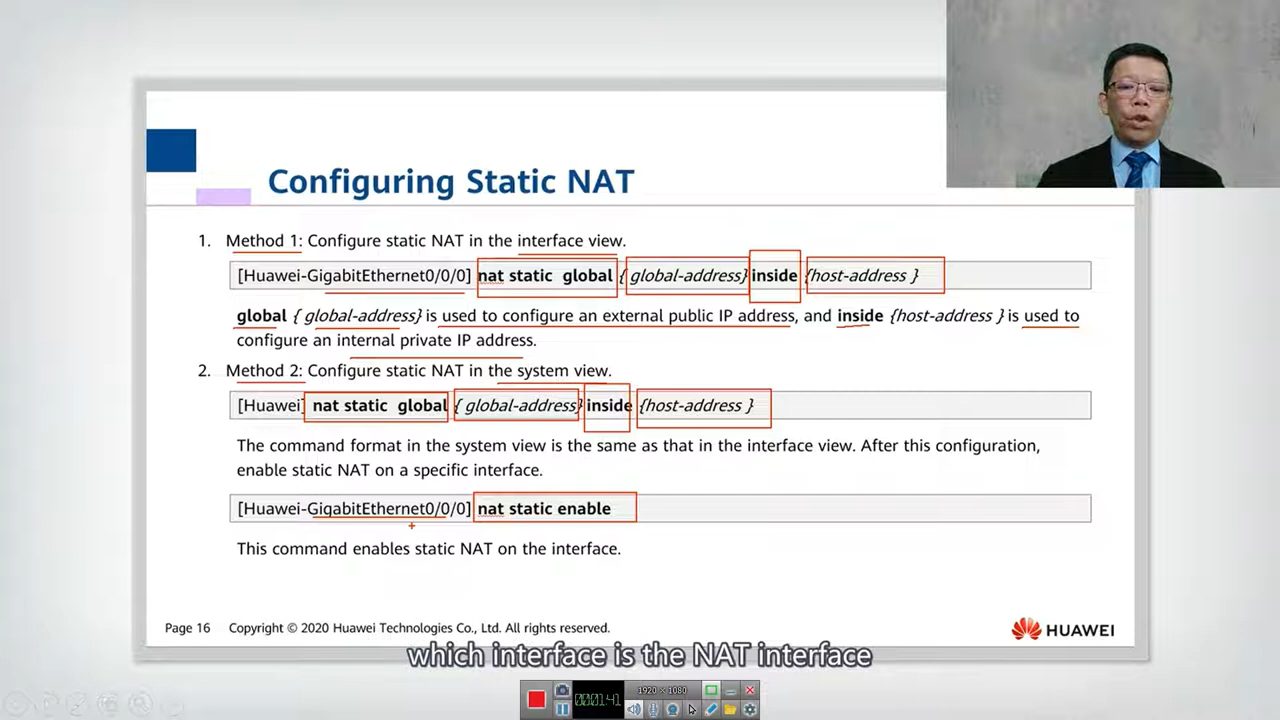 Configuring Static NAT
1. Method 1: Configure static NAT in the interface view.
[Huawei-GigabitEthernet0/0/0] nat static global { global-address} inside {host-address }
global { global-address} is used to configure an external public IP address, and inside {host-address } is used to
configure an internal private IP address.
2. Method 2: Configure static NAT in the system view.
[Huawei] nat static global { global-address} inside {host-address }
The command format in the system view is the same as that in the interface view. After this configuration,
enable static NAT on a specific interface.
[Huawei-GigabitEthernet0/0/0] nat static enable
This command enables static NAT on the interface.
Page 16 Copyright © 2020 Huawei Technologies Co., Ltd. All rights reserved.
HUAWEI
which interface is the NAT interface
1920 x 1080
000:01:41